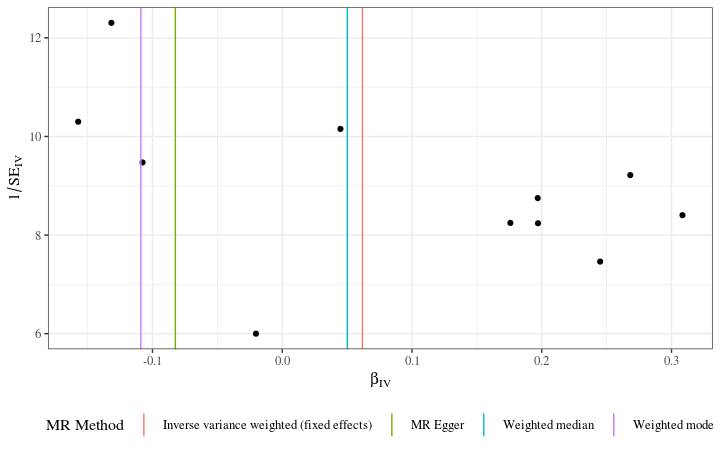 12
10
8
6
1/SE_IV
-0.1 0.0 0.1 0.2 0.3
β_IV
MR Method Inverse variance weighted (fixed effects) MR Egger Weighted median Weighted mode